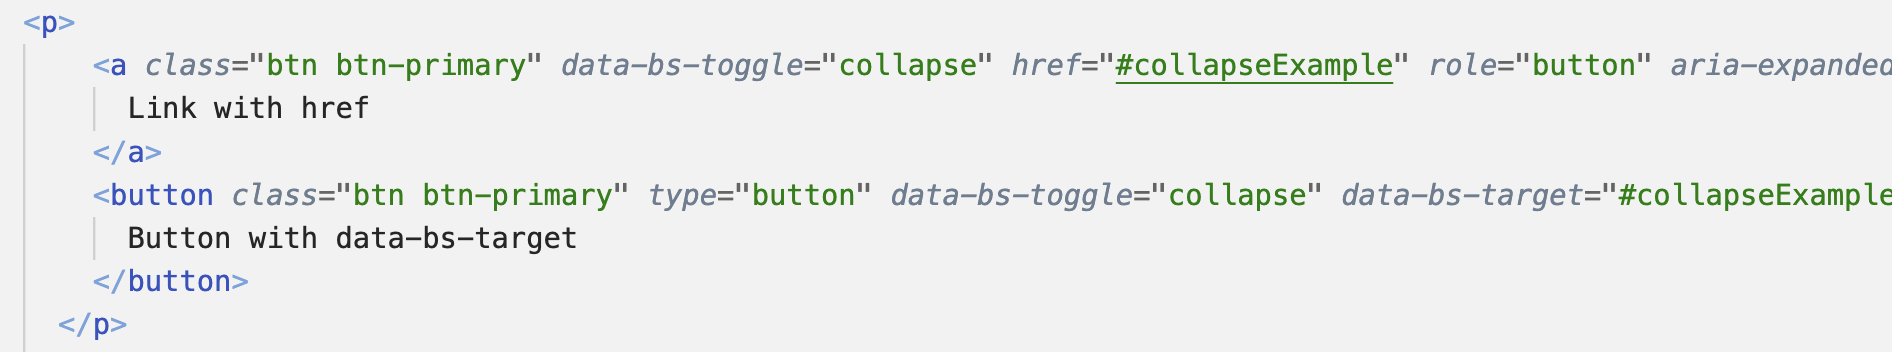 <p>
<a class="btn btn-primary" data-bs-toggle="collapse" href="#collapseExample" role="button" aria-expanded
Link with href
</a>
<button class="btn btn-primary" type="button" data-bs-toggle="collapse" data-bs-target="#collapseExample
Button with data-bs-target
</button>
</p>